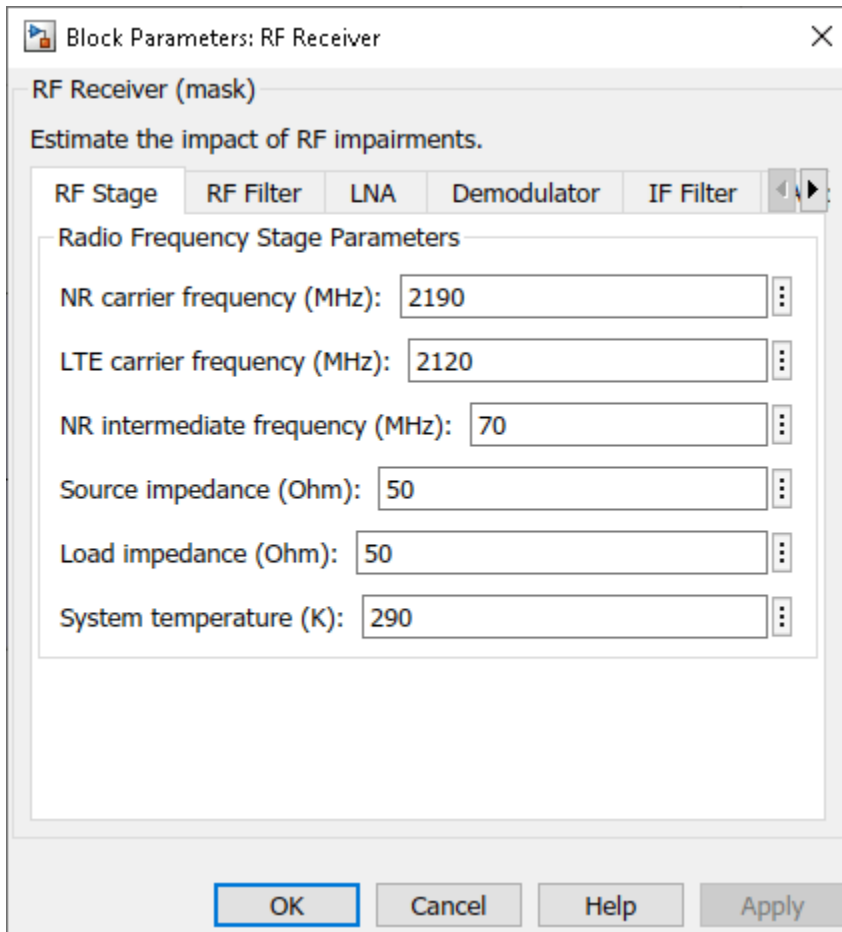 Block Parameters: RF Receiver
RF Receiver (mask)
Estimate the impact of RF impairments.
RF Stage RF Filter LNA Demodulator IF Filter
Radio Frequency Stage Parameters
NR carrier frequency (MHz): 2190
LTE carrier frequency (MHz): 2120
NR intermediate frequency (MHz): 70
Source impedance (Ohm): 50
Load impedance (Ohm): 50
System temperature (K): 290
OK Cancel Help Apply